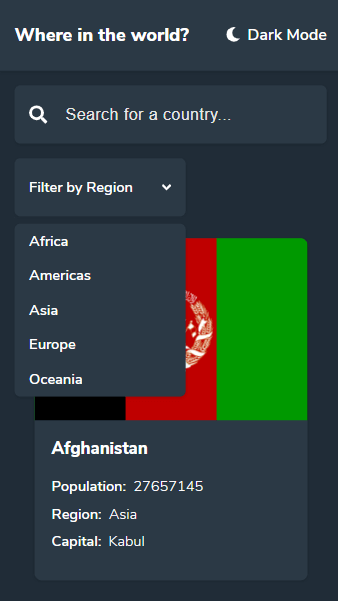 Where in the world? Dark Mode
Search for a country...
Filter by Region
Africa
Americas
Asia
Europe
Oceania
Afghanistan
Population: 27657145
Region: Asia
Capital: Kabul